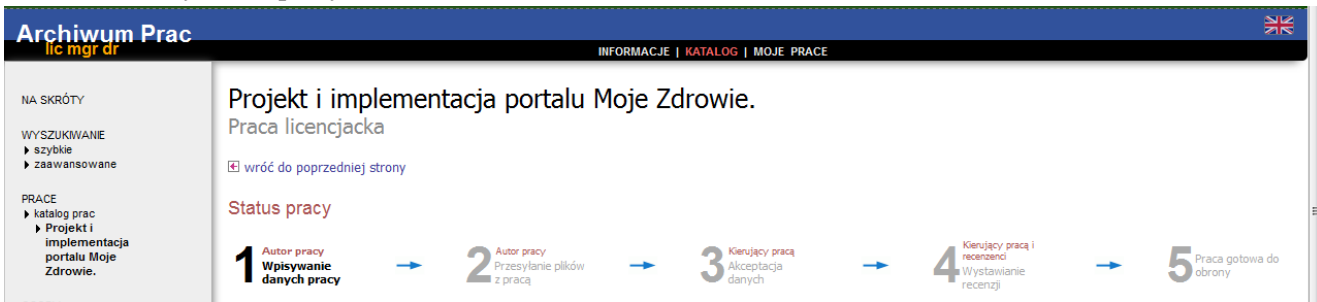 Archiwum Prac
lic mgr dr
INFORMACJE | KATALOG | MOJE PRACE
NA SKRÓTY
WYSZUKIWANIE
szybkie
zaawansowane
PRACE
katalog prac
Projekt i
implementacja
portalu Moje
Zdrowie.
Projekt i implementacja portalu Moje Zdrowie.
Praca licencjacka
wróć do poprzedniej strony
Status pracy
1
Autor pracy
Wpisywanie
danych pracy
2
Autor pracy
Przesyłanie plików
z pracą
3
Kierujący pracą
Akceptacja
danych
4
Kierujący pracą i
recenzenci
Wystawianie
recenzji
5
Praca gotowa do
obrony